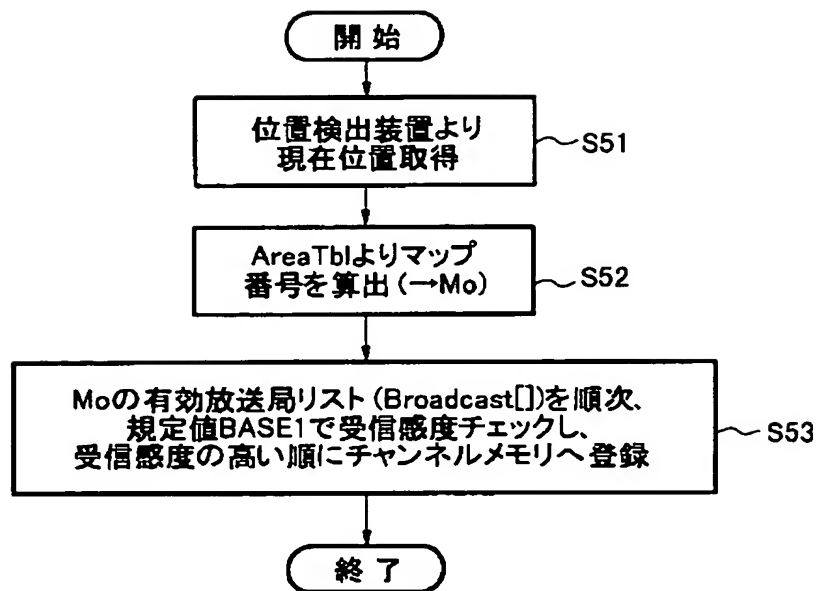 開始
位置検出装置より
現在位置取得
S51
AreaTblよりマップ
番号を算出(→Mo)
S52
Moの有効放送局リスト(Broadcast[])を順次、
規定値BASE1で受信感度チェックし、
受信感度の高い順にチャンネルメモリへ登録
S53
終了